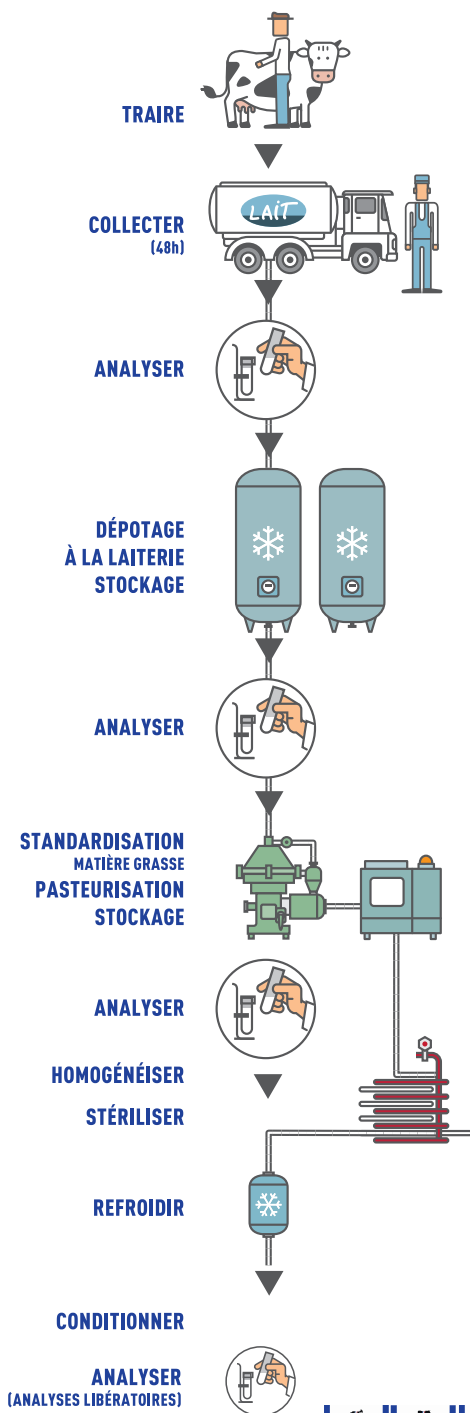 TRAIRE
LAIT
COLLECTER
(48h)
ANALYSER
DÉPOTAGE
À LA LAITERIE
STOCKAGE
ANALYSER
STANDARDISATION
MATIÈRE GRASSE
PASTEURISATION
STOCKAGE
ANALYSER
HOMOGÉNÉISER
STÉRILISER
REFROIDIR
CONDITIONNER
ANALYSER
(ANALYSES LIBÉRATOIRES)